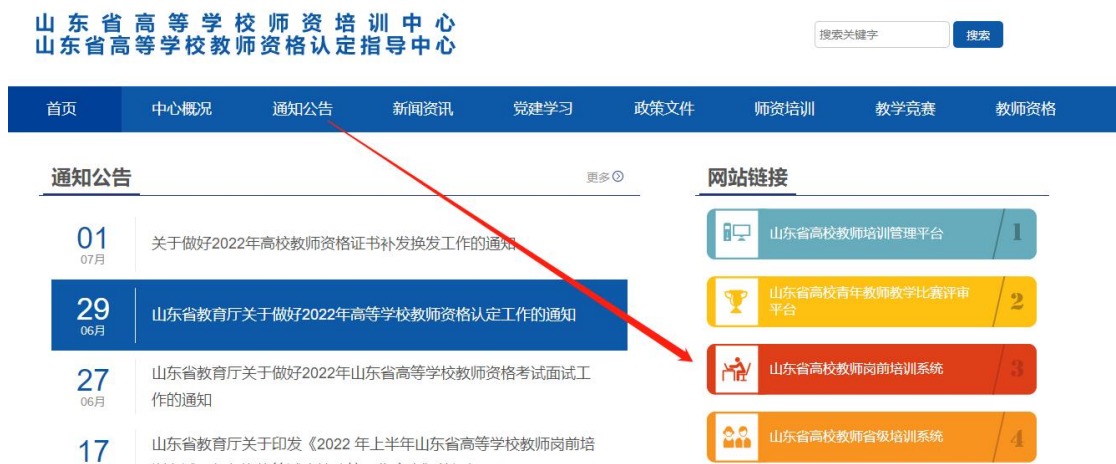 山东省高等学校师资培训中心
山东省高等学校教师资格认定指导中心
搜索关键字
搜索
首页
中心概况
通知公告
新闻资讯
党建学习
政策文件
师资培训
教学竞赛
教师资格
通知公告
更多
01
07月
关于做好2022年高校教师资格证书补发换发工作的通知
29
06月
山东省教育厅关于做好2022年高等学校教师资格认定工作的通知
27
06月
山东省教育厅关于做好2022年山东省高等学校教师资格考试面试工
作的通知
17
山东省教育厅关于印发《2022 年上半年山东省高等学校教师岗前培
网站链接
山东省高校教师培训管理平台
1
山东省高校青年教师教学比赛评审
平台
2
山东省高校教师岗前培训系统
3
山东省高校教师省级培训系统
4